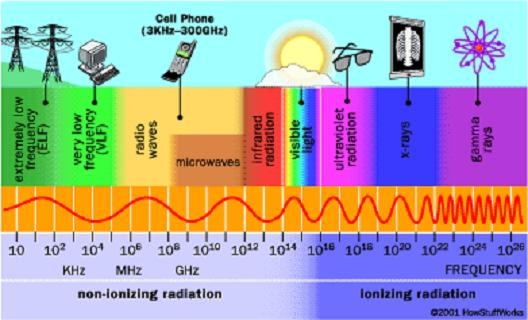 Cell Phone
(3KHz–300GHz)
extremely low
frequency
(ELF)
very low
frequency
(VLF)
radio
waves
microwaves
infrared
radiation
visible
light
ultraviolet
radiation
x-rays
gamma
rays
10 10² 10⁴ 10⁶ 10⁸ 10¹⁰ 10¹² 10¹⁴ 10¹⁶ 10¹⁸ 10²⁰ 10²² 10²⁴ 10²⁶
KHz MHz GHz FREQUENCY
non-ionizing radiation ionizing radiation
©2001 HowStuffWorks